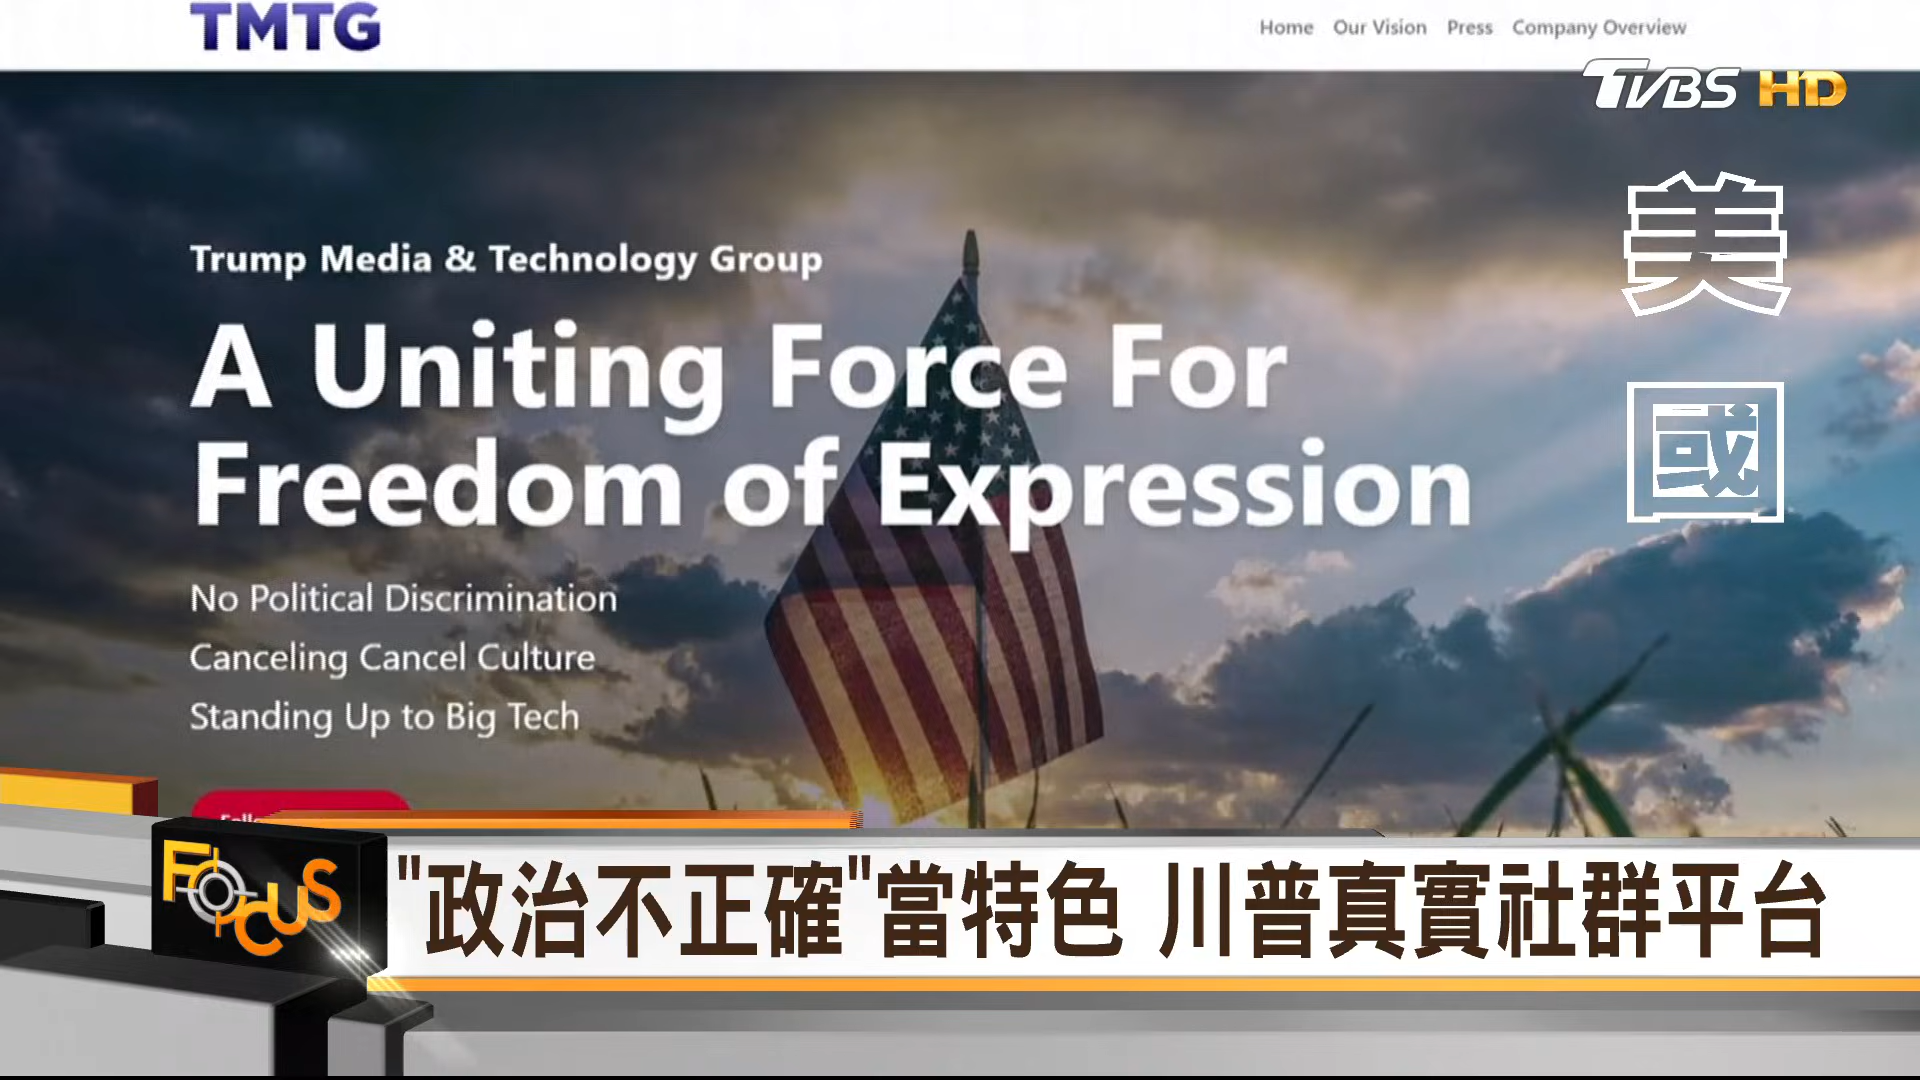 TMTG
Home Our Vision Press Company Overview
TVBS HD
美國
Trump Media & Technology Group
A Uniting Force For
Freedom of Expression
No Political Discrimination
Canceling Cancel Culture
Standing Up to Big Tech
FOCUS
"政治不正確"當特色 川普真實社群平台